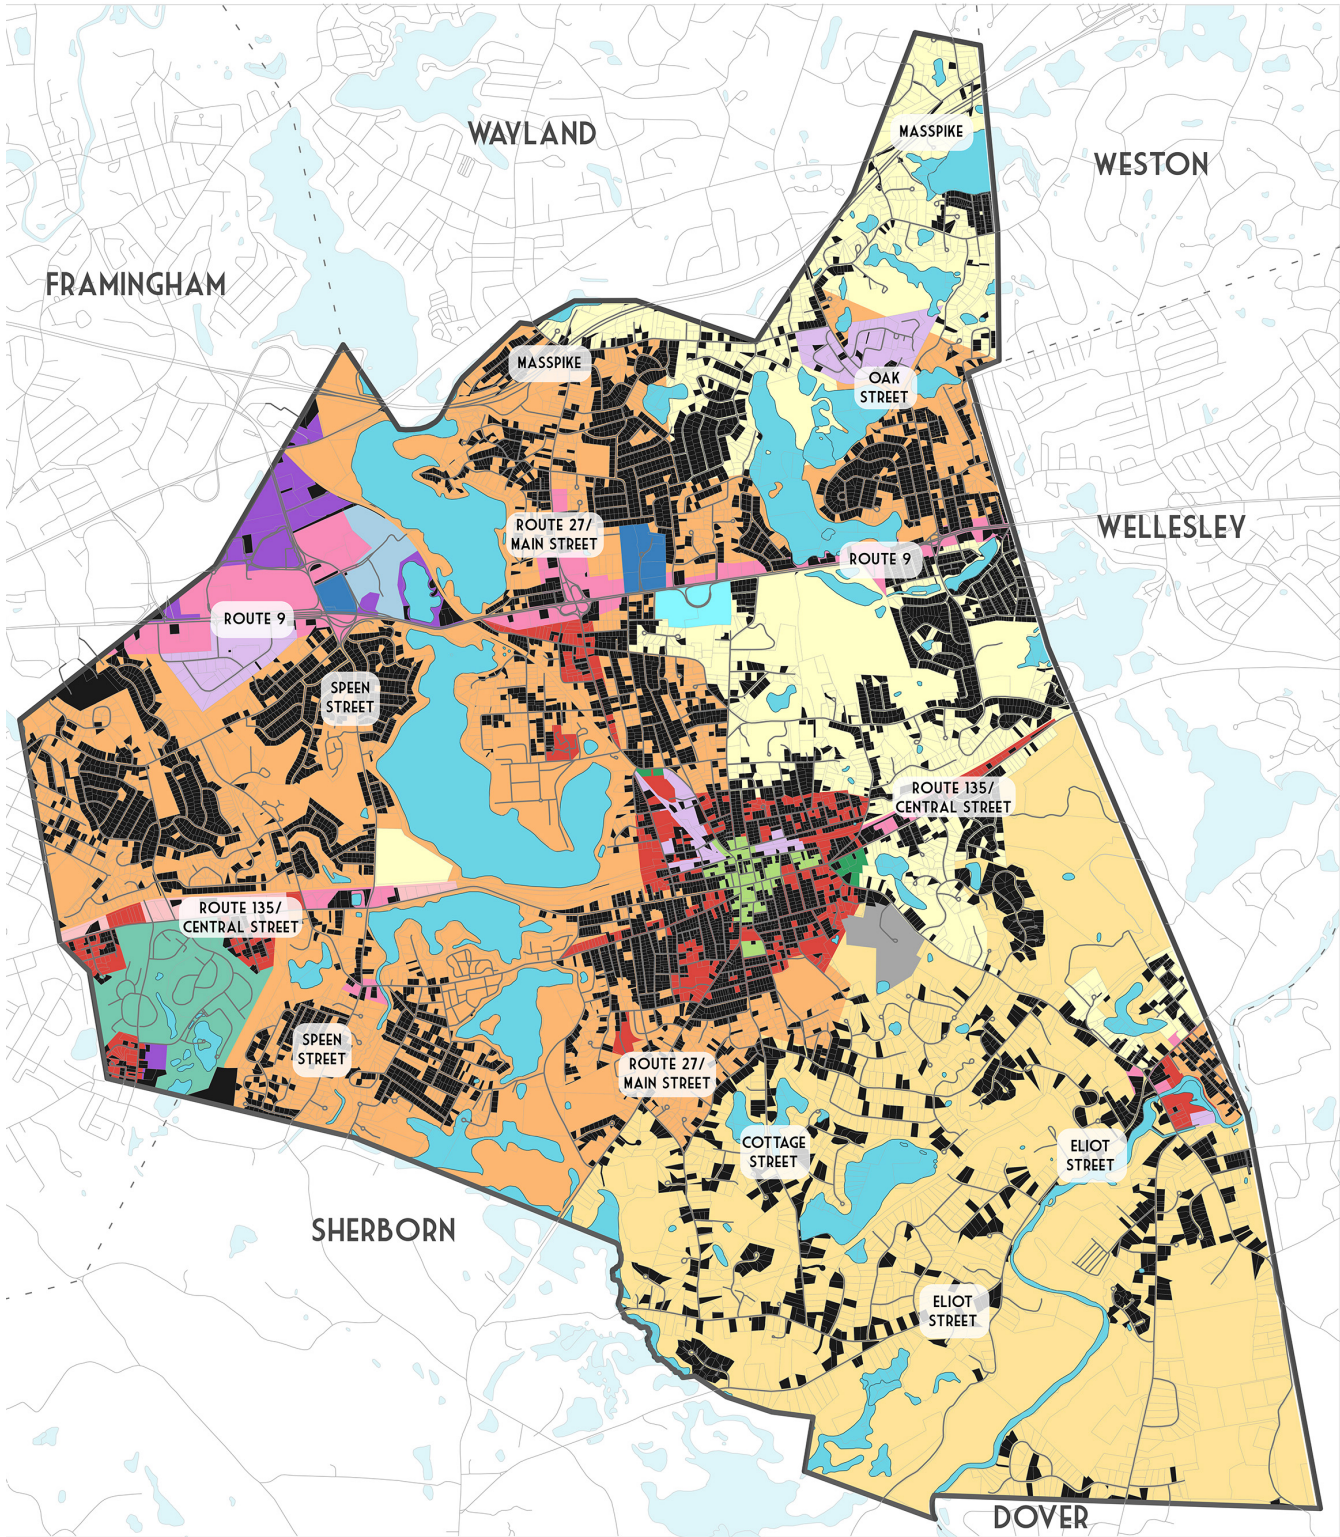 WAYLAND
MASSPIKE
WESTON
FRAMINGHAM
MASSPIKE
OAK
STREET
ROUTE 27/
MAIN STREET
WELLESLEY
ROUTE 9
ROUTE 9
SPEEN
STREET
ROUTE 135/
CENTRAL STREET
ROUTE 135/
CENTRAL STREET
SPEEN
STREET
ROUTE 27/
MAIN STREET
COTTAGE
STREET
ELIOT
STREET
SHERBORN
ELIOT
STREET
DOVER